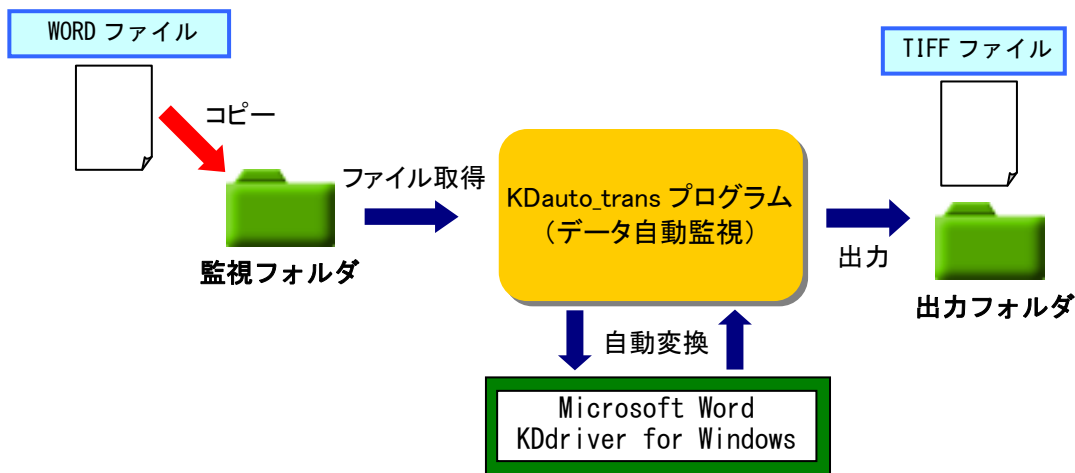 WORD ファイル
コピー
監視フォルダ
ファイル取得
KDauto_trans プログラム
（データ自動監視）
自動変換
Microsoft Word
KDdriver for Windows
出力
TIFF ファイル
出力フォルダ